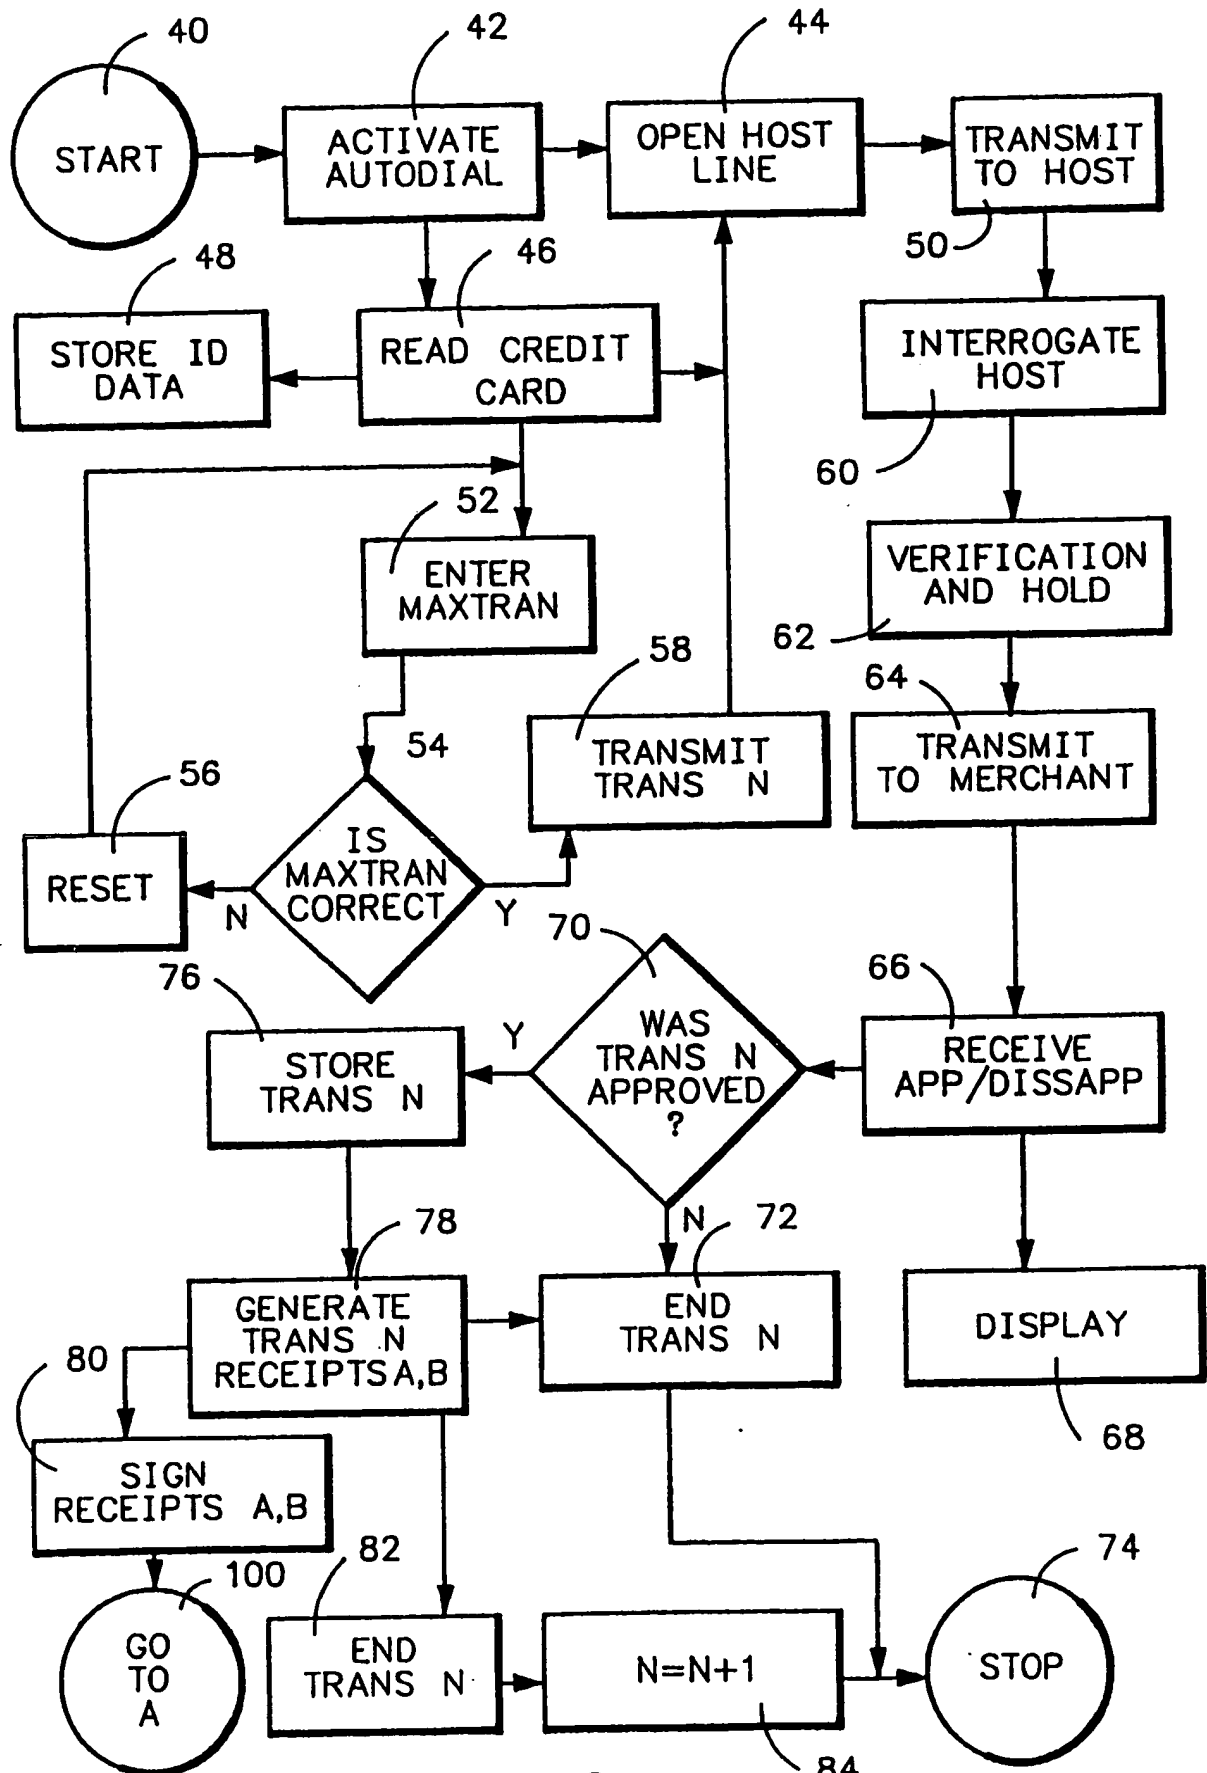 40
42
44
START
ACTIVATE
AUTODIAL
OPEN HOST
LINE
TRANSMIT
TO HOST
50
48
46
STORE ID
DATA
READ CREDIT
CARD
INTERROGATE
HOST
60
52
ENTER
MAXTRAN
VERIFICATION
AND HOLD
62
58
64
54
TRANSMIT
TRANS N
TRANSMIT
TO MERCHANT
56
RESET
IS
MAXTRAN
CORRECT
N
Y
70
76
66
STORE
TRANS N
Y
WAS
TRANS N
APPROVED
?
RECEIVE
APP/DISSAPP
N
78
72
GENERATE
TRANS N
RECEIPTS A,B
END
TRANS N
DISPLAY
80
68
SIGN
RECEIPTS A,B
82
74
100
GO
TO
A
END
TRANS N
N=N+1
STOP
84